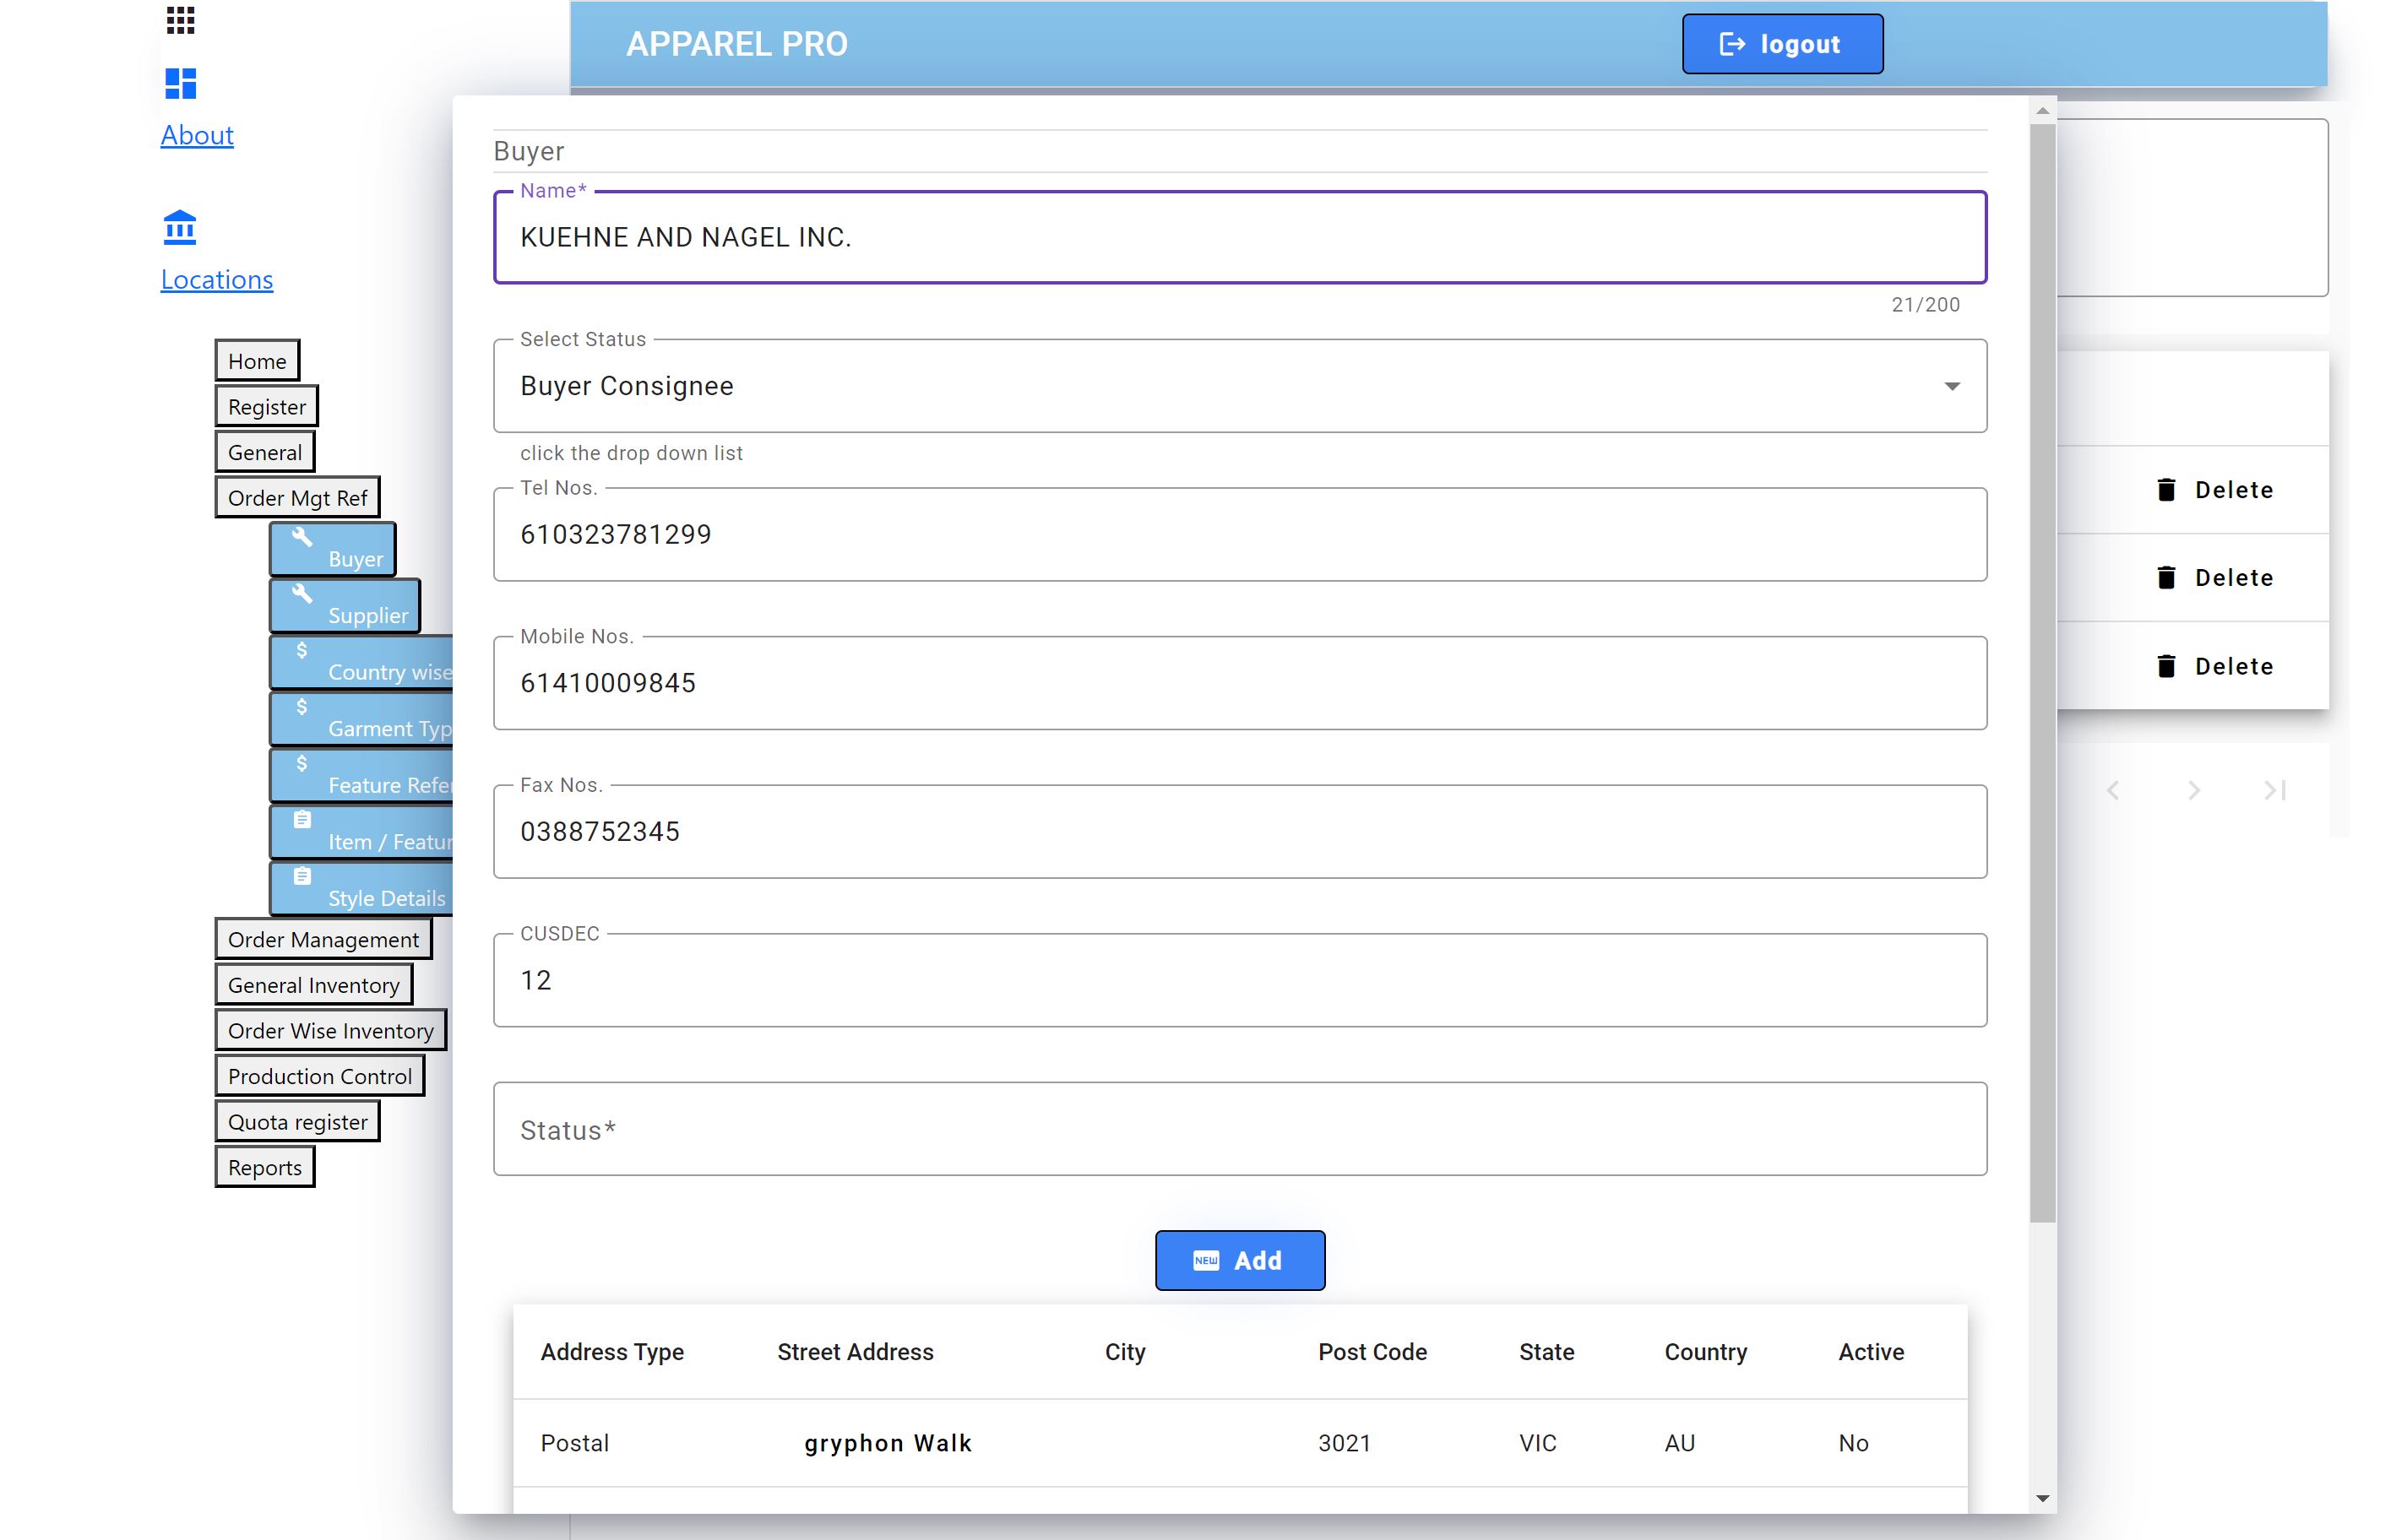 APPAREL PRO
logout
About
Locations
Home
Register
General
Order Mgt Ref
Buyer
Supplier
Country wise
Garment Typ
Feature Refer
Item / Featur
Style Details
Order Management
General Inventory
Order Wise Inventory
Production Control
Quota register
Reports
Buyer
Name*
KUEHNE AND NAGEL INC.
21/200
Select Status
Buyer Consignee
click the drop down list
Tel Nos.
610323781299
Mobile Nos.
61410009845
Fax Nos.
0388752345
CUSDEC
12
Status*
NEW Add
Address Type Street Address City Post Code State Country Active
Postal gryphon Walk 3021 VIC AU No
Delete
Delete
Delete